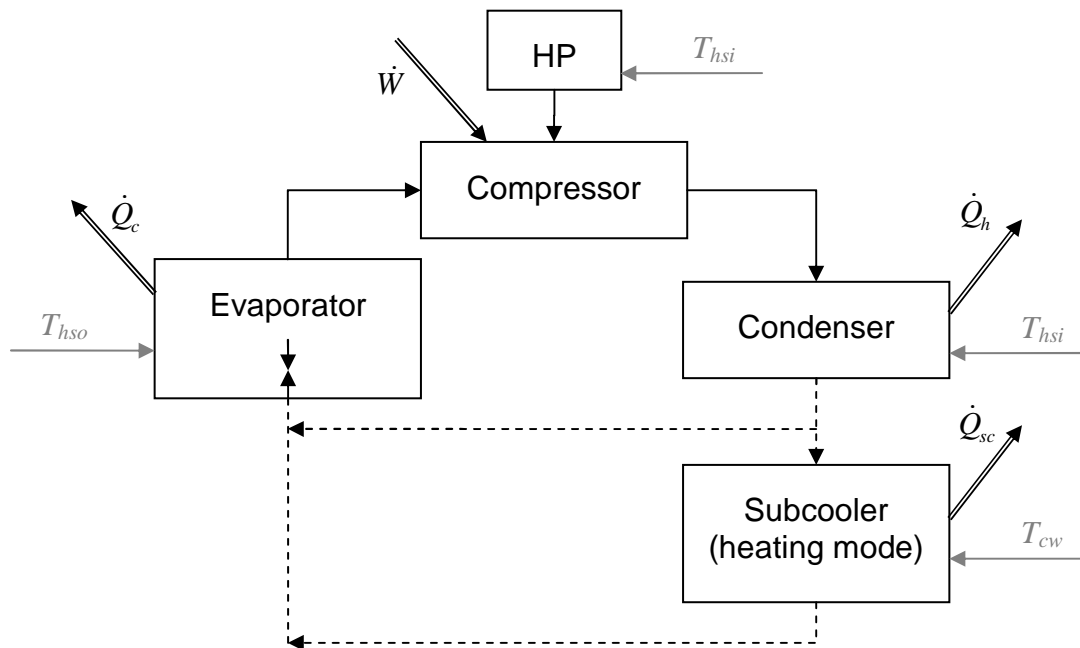 HP
T_hsi
Ẇ
Compressor
Q̇_c
Q̇_h
Evaporator
T_hso
Condenser
T_hsi
Q̇_sc
Subcooler
(heating mode)
T_cw